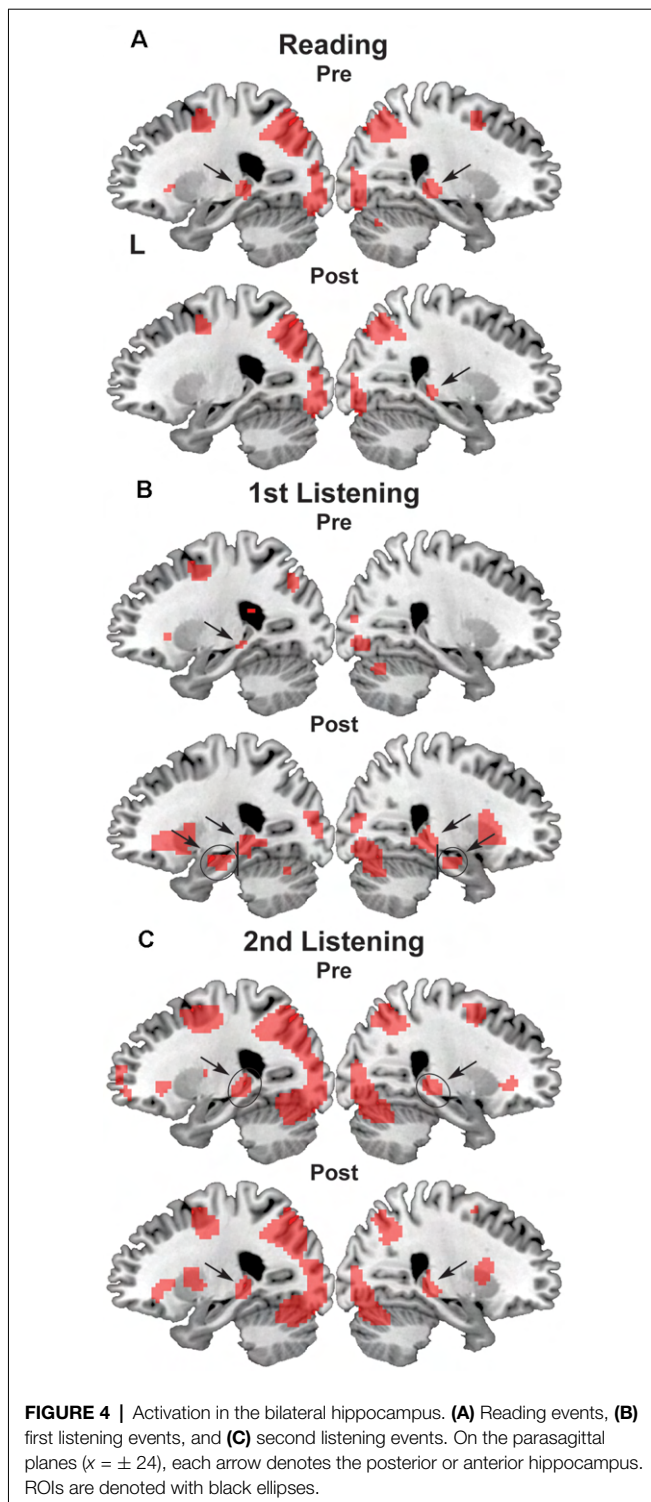 A
Reading
Pre
L
Post
B
1st Listening
Pre
Post
C
2nd Listening
Pre
Post
FIGURE 4 | Activation in the bilateral hippocampus. (A) Reading events, (B)
first listening events, and (C) second listening events. On the parasagittal
planes (x = ± 24), each arrow denotes the posterior or anterior hippocampus.
ROIs are denoted with black ellipses.